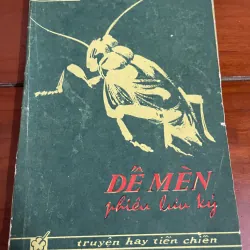 DẾ MÈN
phiêu lưu ký
truyện hay tiền chiến